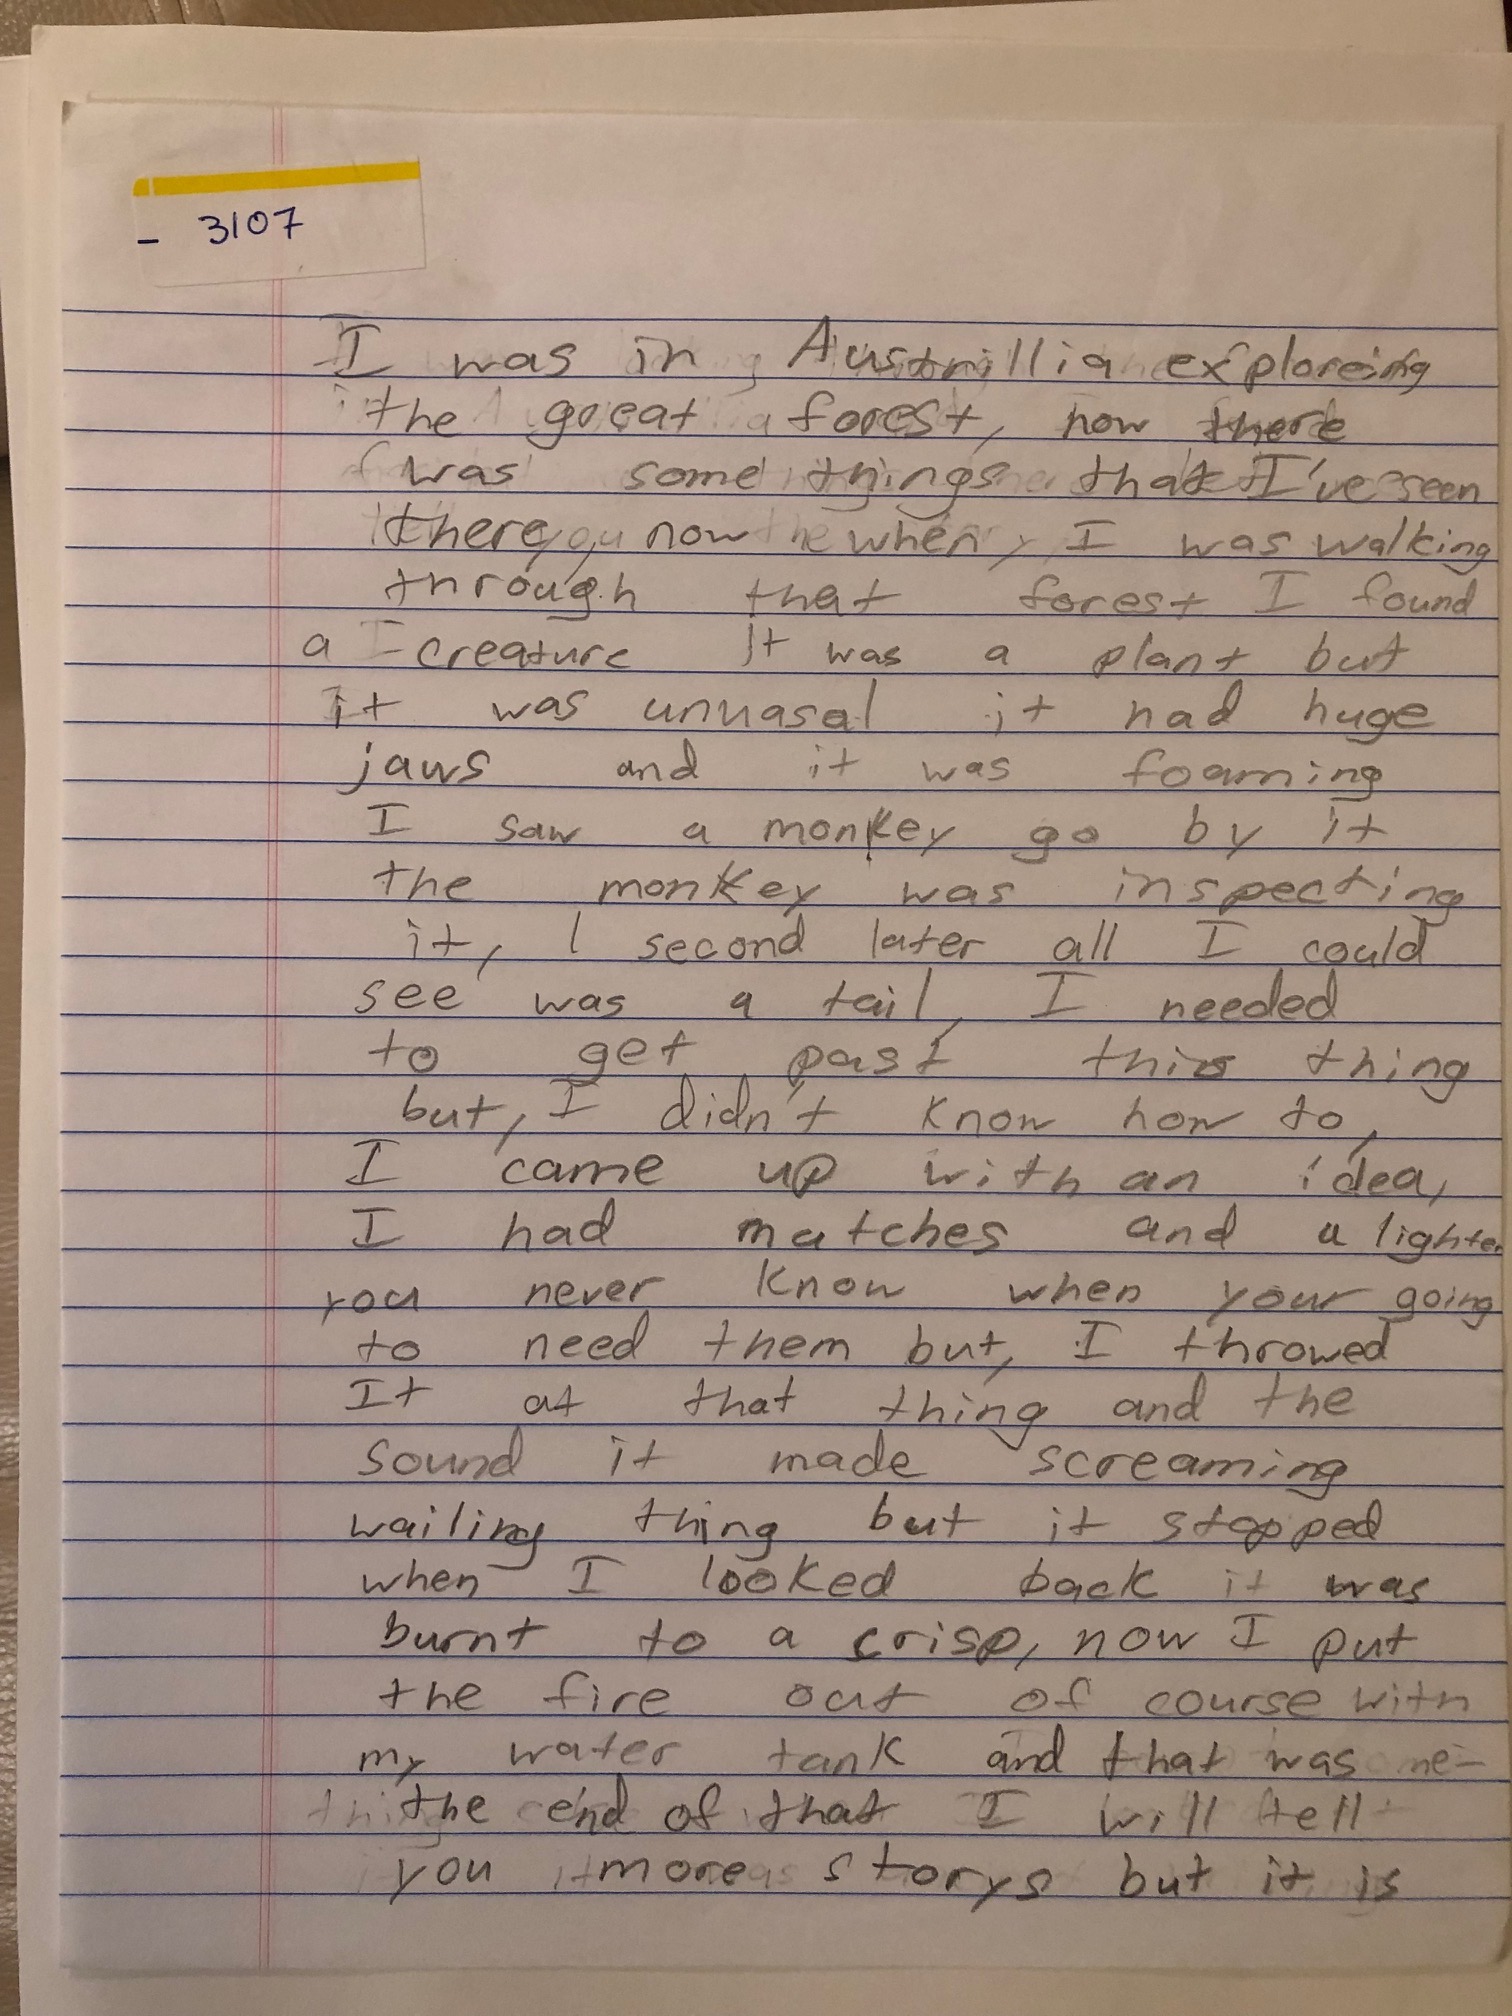 - 3107
I was in Austrillia exploreing
the great forest, now there
was some things that I've seen
there now when, I was walking
through that forest I found
a creature It was a plant but
it was unuasal it had huge
jaws and it was foaming
I saw a monkey go by it
the monkey was inspecting
it, 1 second later all I could
see was a tail, I needed
to get past this thing
but, I didn't know how to,
I came up with an idea,
I had matches and a lighter
you never know when your going
to need them but, I throwed
It at that thing and the
sound it made screaming
wailing thing but it stopped
when I looked back it was
burnt to a crisp, now I put
the fire out of course with
my water tank and that was
the end of that I will tell
you more storys but it is